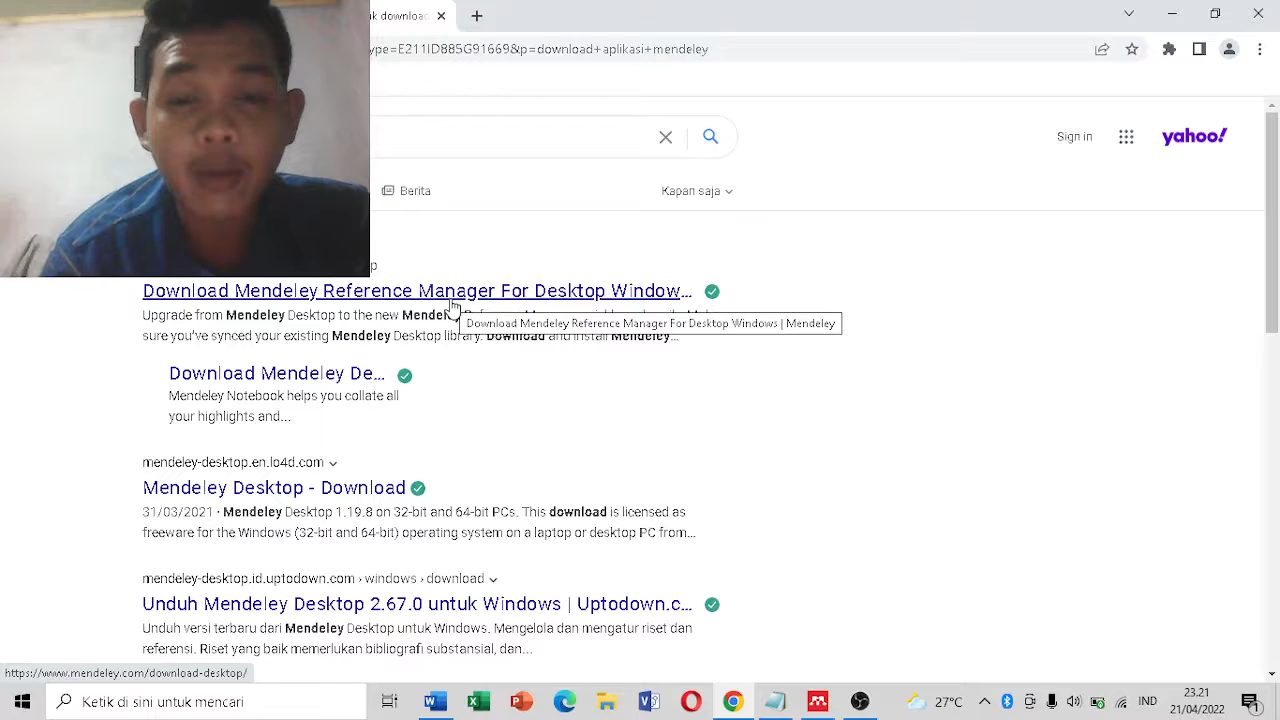 uk downloac
ype=E211ID885G91669&p=download+aplikasi+mendeley
Sign in
yahoo!
Berita
Kapan saja
p
Download Mendeley Reference Manager For Desktop Window...
Upgrade from Mendeley Desktop to the new Mendeley
Download Mendeley Reference Manager For Desktop Windows | Mendeley
sure you've synced your existing Mendeley Desktop library. Download and install Mendeley...
Download Mendeley De...
Mendeley Notebook helps you collate all
your highlights and...
mendeley-desktop.en.lo4d.com
Mendeley Desktop - Download
31/03/2021 · Mendeley Desktop 1.19.8 on 32-bit and 64-bit PCs. This download is licensed as
freeware for the Windows (32-bit and 64-bit) operating system on a laptop or desktop PC from...
mendeley-desktop.id.uptodown.com › windows › download
Unduh Mendeley Desktop 2.67.0 untuk Windows | Uptodown.c...
Unduh versi terbaru dari Mendeley Desktop untuk Windows. Mengelola dan mengatur riset dan
referensi. Riset yang baik memerlukan bibliografi substansial, dan...
https://www.mendeley.com/download-desktop/
Ketik di sini untuk mencari
27°C
IND
23.21
21/04/2022
1